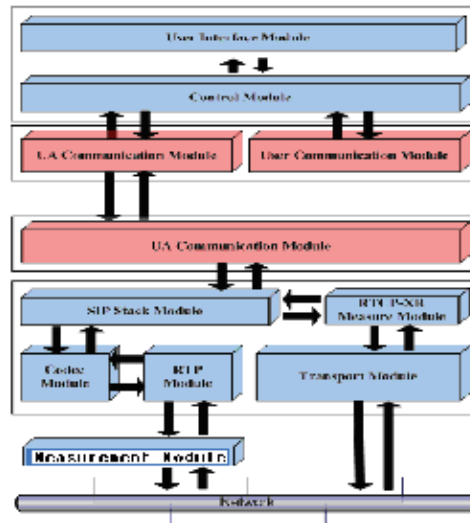 User Interface Module
Control Module
UA Communication Module
User Communication Module
UA Communication Module
SIP Stack Module
RTCP-XR
Measure Module
Codec
Module
RTP
Module
Transport Module
Measurement Module
Network